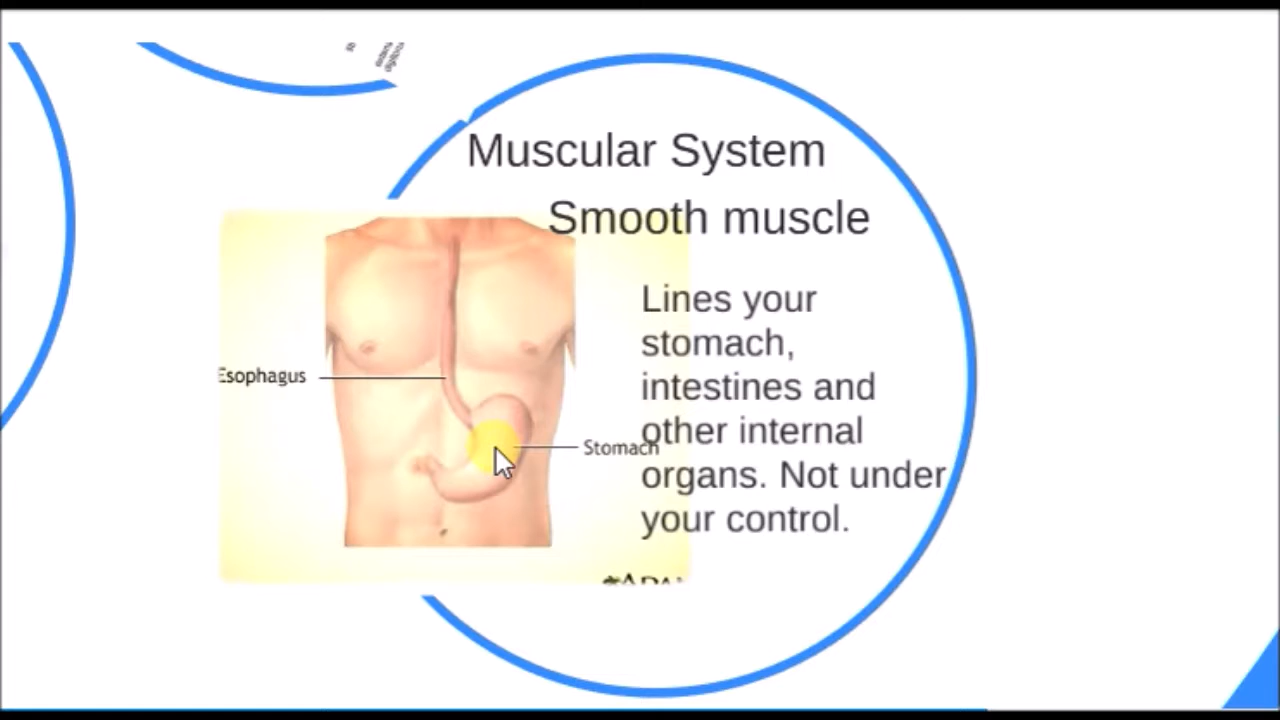 Muscular System
Smooth muscle
Lines your
stomach,
intestines and
other internal
organs. Not under
your control.
Esophagus
Stomach